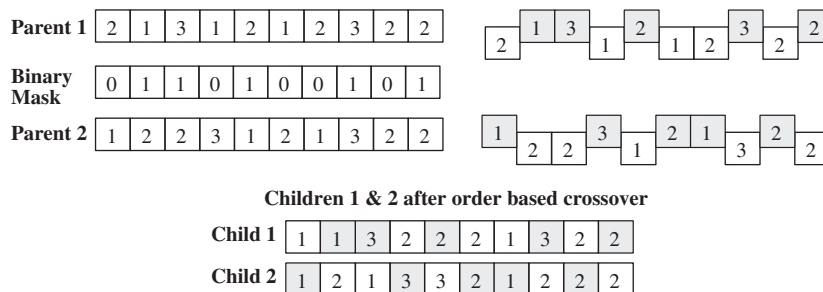 Parent 1 2 1 3 1 2 1 2 3 2 2
2 1 3 1 2 1 2 3 2 2
Binary
Mask 0 1 1 0 1 0 0 1 0 1
Parent 2 1 2 2 3 1 2 1 3 2 2
1 2 2 3 1 2 1 3 2 2
Children 1 & 2 after order based crossover
Child 1 1 1 3 2 2 2 1 3 2 2
Child 2 1 2 1 3 3 2 1 2 2 2